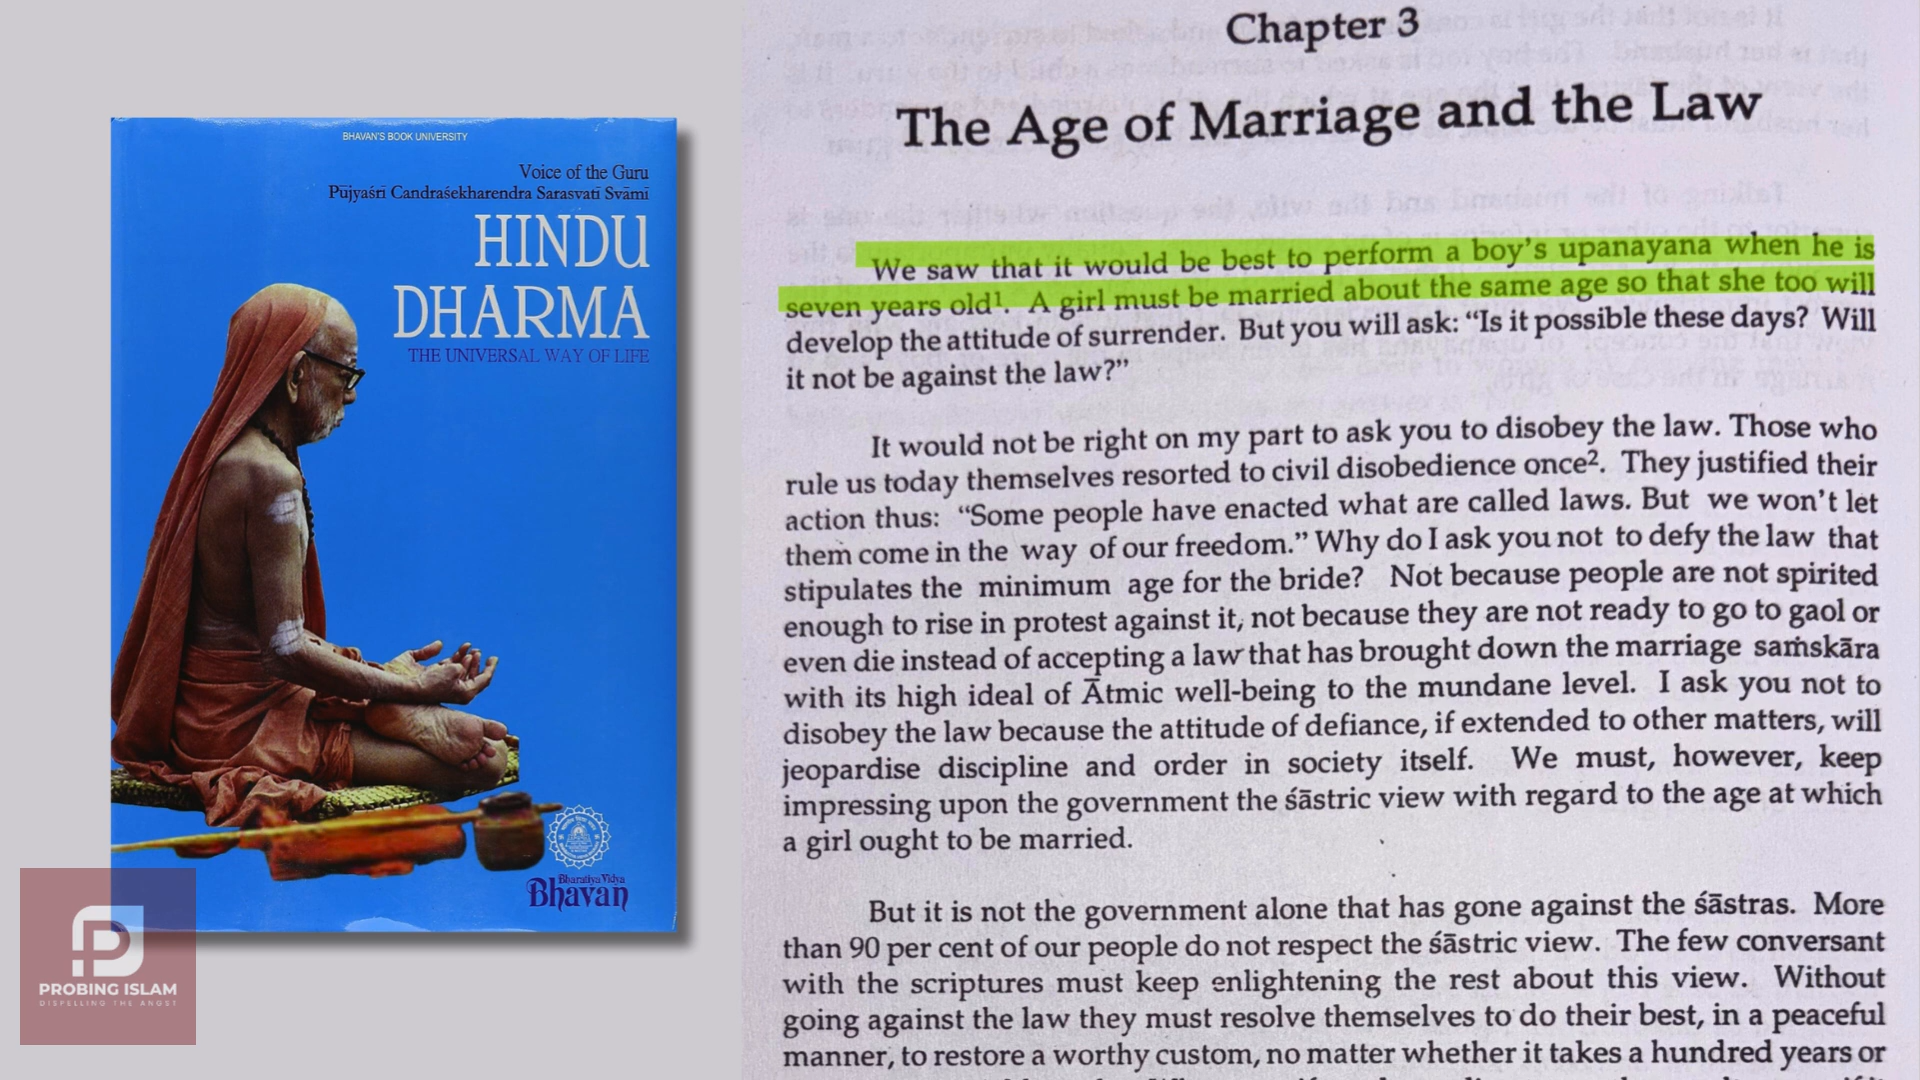 BHAVAN'S BOOK UNIVERSITY
Voice of the Guru
Pūjyaśrī Candraśekharendra Sarasvatī Svāmī
HINDU
DHARMA
THE UNIVERSAL WAY OF LIFE
Bharatiya Vidya
Bhavan
PROBING ISLAM
DISPELLING THE ANGST
Chapter 3
The Age of Marriage and the Law
We saw that it would be best to perform a boy's upanayana when he is
seven years old¹. A girl must be married about the same age so that she too will
develop the attitude of surrender. But you will ask: "Is it possible these days? Will
it not be against the law?"
It would not be right on my part to ask you to disobey the law. Those who
rule us today themselves resorted to civil disobedience once². They justified their
action thus: "Some people have enacted what are called laws. But we won't let
them come in the way of our freedom." Why do I ask you not to defy the law that
stipulates the minimum age for the bride? Not because people are not spirited
enough to rise in protest against it, not because they are not ready to go to gaol or
even die instead of accepting a law that has brought down the marriage saṁskāra
with its high ideal of Ātmic well-being to the mundane level. I ask you not to
disobey the law because the attitude of defiance, if extended to other matters, will
jeopardise discipline and order in society itself. We must, however, keep
impressing upon the government the śāstric view with regard to the age at which
a girl ought to be married.
But it is not the government alone that has gone against the śāstras. More
than 90 per cent of our people do not respect the śāstric view. The few conversant
with the scriptures must keep enlightening the rest about this view. Without
going against the law they must resolve themselves to do their best, in a peaceful
manner, to restore a worthy custom, no matter whether it takes a hundred years or